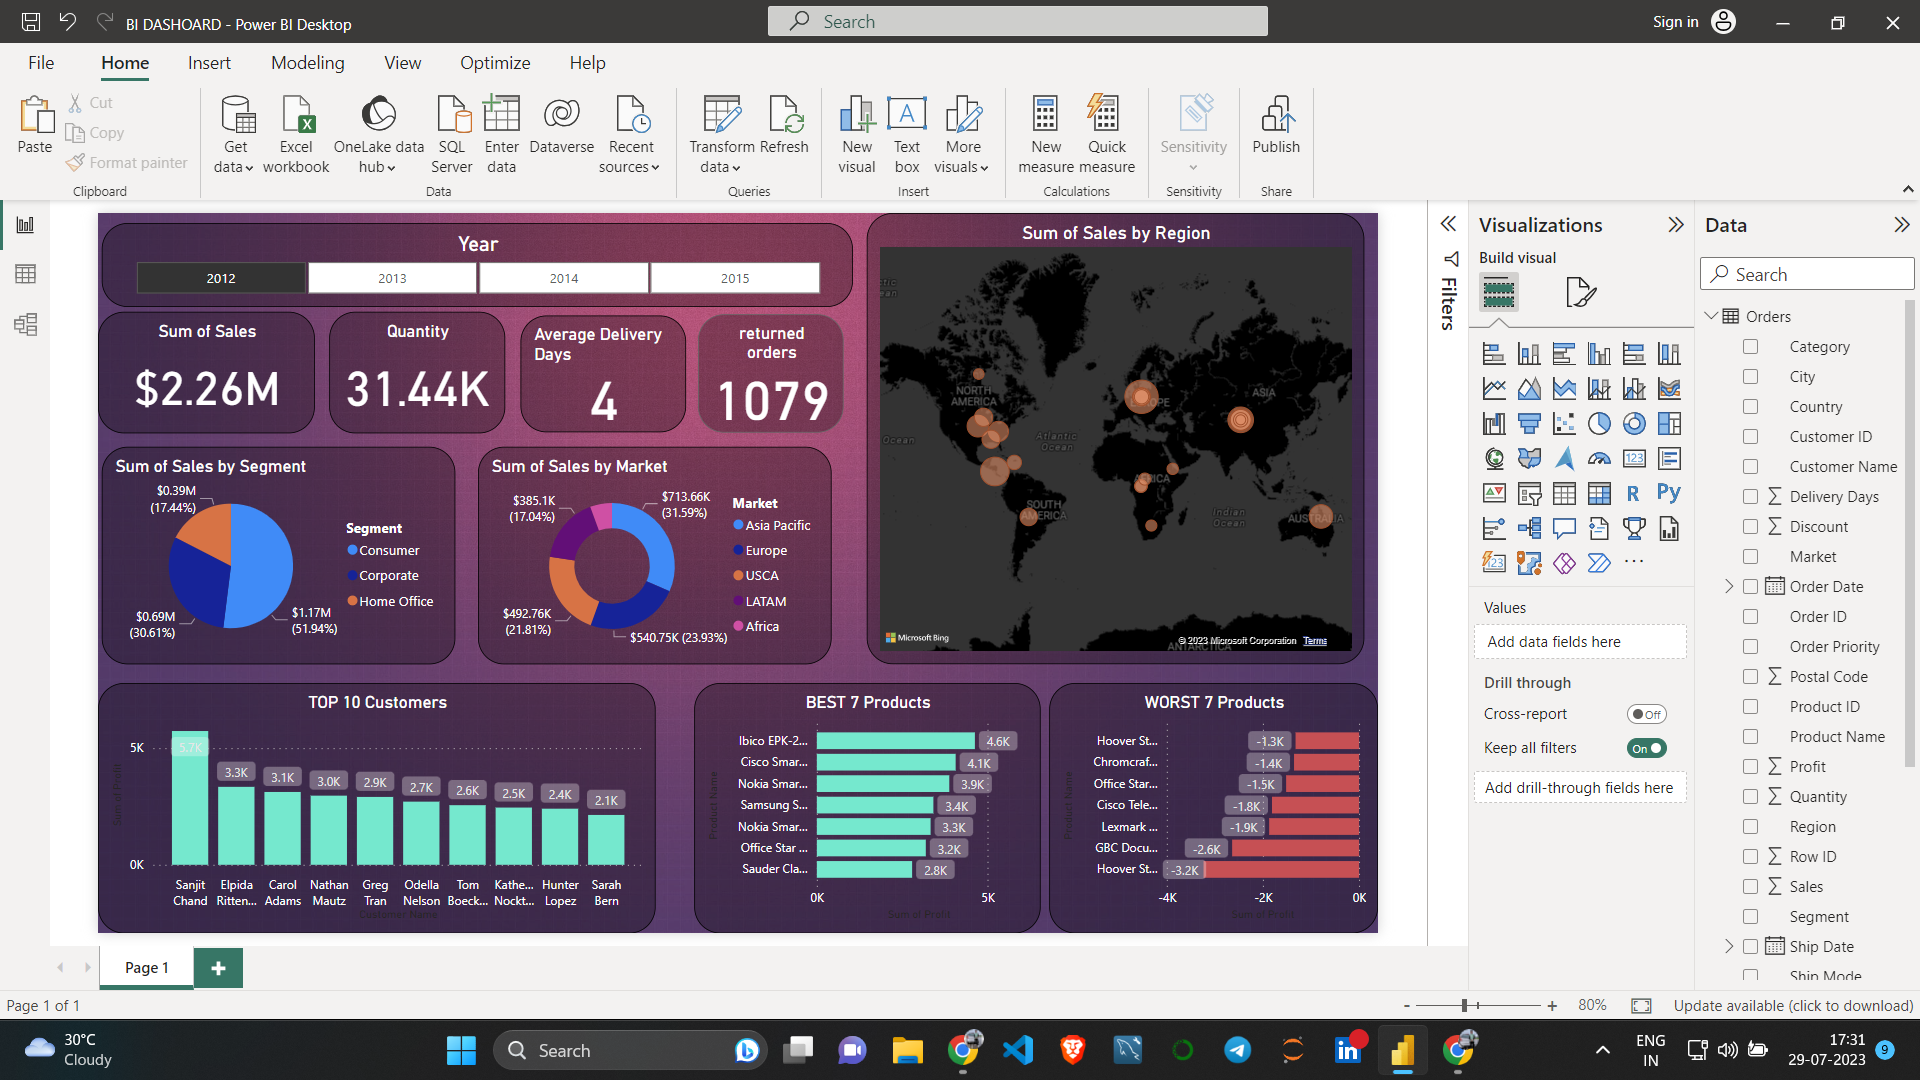 BI DASHOARD - Power BI Desktop
Search
Sign in
File
Home
Insert
Modeling
View
Optimize
Help
Paste
Cut
Copy
Format painter
Clipboard
Get data
Excel workbook
OneLake data hub
SQL Server
Enter data
Dataverse
Recent sources
Data
Transform data
Refresh
Queries
New visual
Text box
More visuals
Insert
New measure
Quick measure
Calculations
Sensitivity
Sensitivity
Publish
Share
Year
2012
2013
2014
2015
Sum of Sales
$2.26M
Quantity
31.44K
Average Delivery
Days
4
returned
orders
1079
Sum of Sales by Segment
$0.39M
(17.44%)
$0.69M
(30.61%)
$1.17M
(51.94%)
Segment
Consumer
Corporate
Home Office
Sum of Sales by Market
$385.1K
(17.04%)
$713.66K
(31.59%)
$492.76K
(21.81%)
$540.75K (23.93%)
Market
Asia Pacific
Europe
USCA
LATAM
Africa
Sum of Sales by Region
NORTH
AMERICA
Atlantic
Ocean
ASIA
SOUTH
AMERICA
Indian
Ocean
Ocean
Microsoft Bing
© 2023 Microsoft Corporation
Terms
ANTARCTICA
TOP 10 Customers
5K
0K
5.7K
3.3K
3.1K
3.0K
2.9K
2.7K
2.6K
2.5K
2.4K
2.1K
Sanjit Chand
Elpida Ritten...
Carol Adams
Nathan Mautz
Greg Tran
Odella Nelson
Tom Boeck...
Kathe... Nockt...
Hunter Lopez
Sarah Bern
Sum of Profit
Customer Name
BEST 7 Products
Product Name
Ibico EPK-2...
4.6K
Cisco Smar...
4.1K
Nokia Smar...
3.9K
Samsung S...
3.4K
Nokia Smar...
3.3K
Office Star ...
3.2K
Sauder Cla...
2.8K
0K
5K
Sum of Profit
WORST 7 Products
Product Name
Hoover St...
-1.3K
Chromcraf...
-1.4K
Office Star...
-1.5K
Cisco Tele...
-1.8K
Lexmark ...
-1.9K
GBC Docu...
-2.6K
Hoover St...
-3.2K
-4K
-2K
0K
Sum of Profit
Filters
Visualizations
Build visual
123
R
Py
123
...
Values
Add data fields here
Drill through
Cross-report
Off
Keep all filters
On
Add drill-through fields here
Data
Search
Orders
Category
City
Country
Customer ID
Customer Name
Delivery Days
Discount
Market
Order Date
Order ID
Order Priority
Postal Code
Product ID
Product Name
Profit
Quantity
Region
Row ID
Sales
Segment
Ship Date
Ship Mode
Page 1
Page 1 of 1
- + 80%
Update available (click to download)
30°C
Cloudy
Search
ENG
IN
17:31
29-07-2023
9